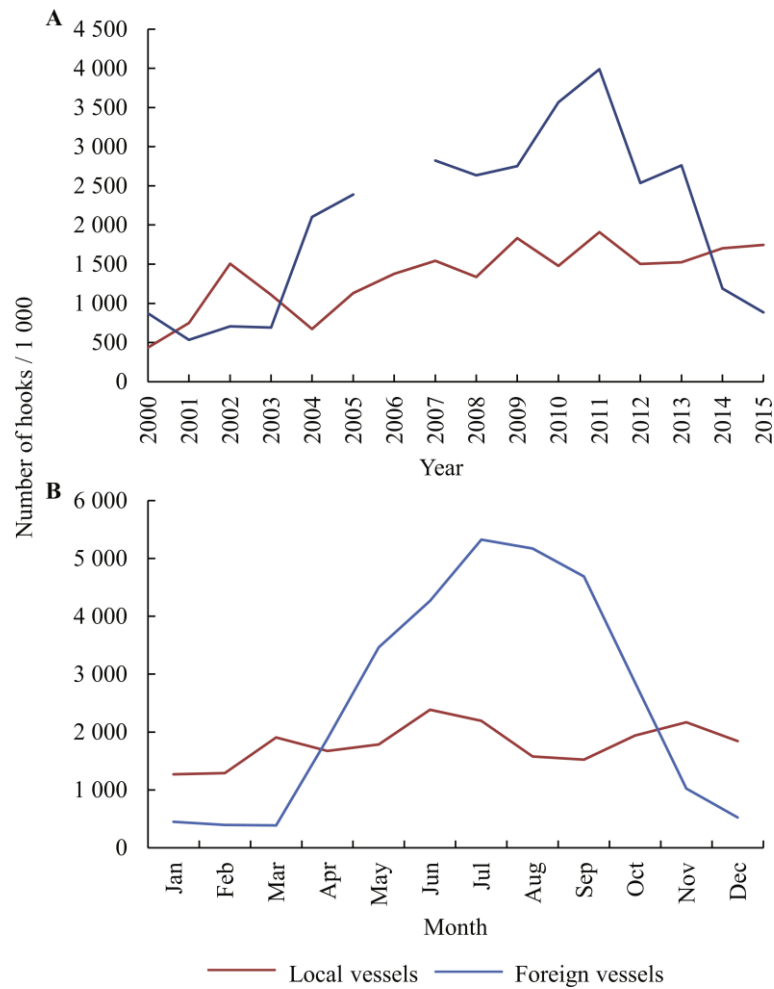 A
4 500
4 000
3 500
3 000
2 500
2 000
1 500
1 000
500
0
2000 2001 2002 2003 2004 2005 2006 2007 2008 2009 2010 2011 2012 2013 2014 2015
Year
Number of hooks / 1 000
B
6 000
5 000
4 000
3 000
2 000
1 000
0
Jan Feb Mar Apr May Jun Jul Aug Sep Oct Nov Dec
Month
Local vessels Foreign vessels